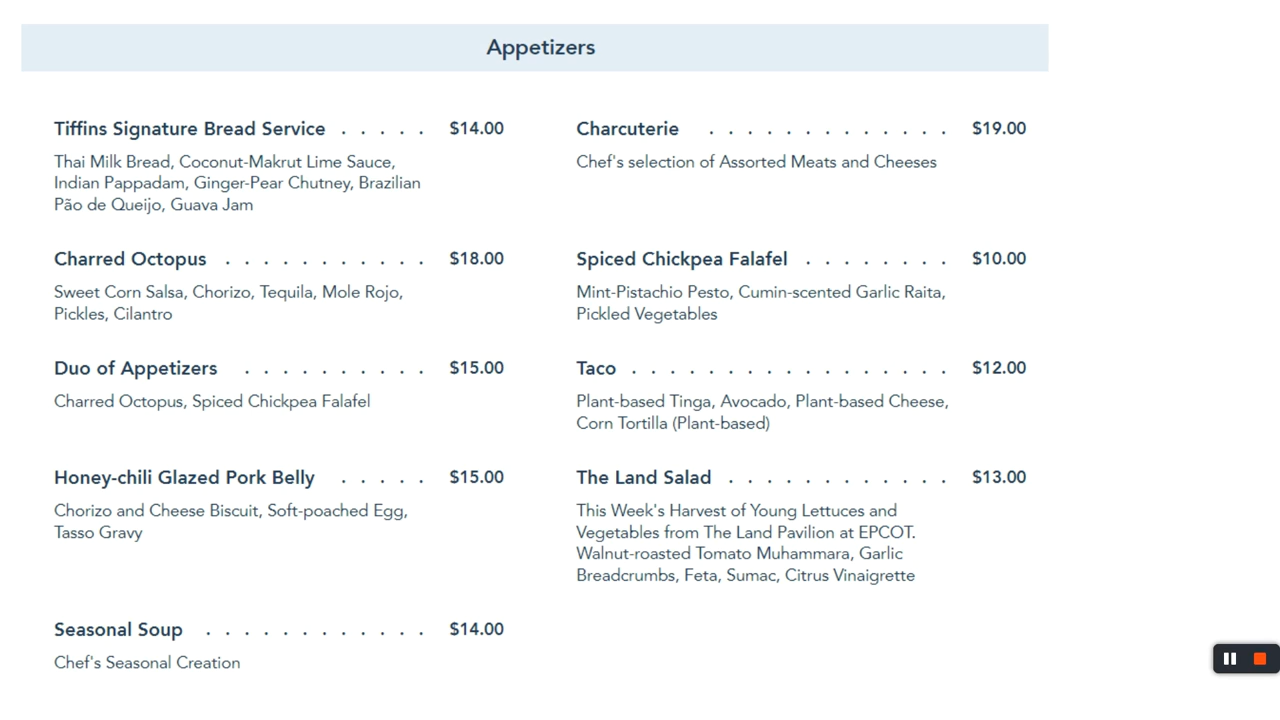 Appetizers
Tiffins Signature Bread Service . . . . . $14.00
Thai Milk Bread, Coconut-Makrut Lime Sauce,
Indian Pappadam, Ginger-Pear Chutney, Brazilian
Pão de Queijo, Guava Jam
Charcuterie . . . . . . . . . . . . . $19.00
Chef's selection of Assorted Meats and Cheeses
Charred Octopus . . . . . . . . . . . $18.00
Sweet Corn Salsa, Chorizo, Tequila, Mole Rojo,
Pickles, Cilantro
Spiced Chickpea Falafel . . . . . . . . $10.00
Mint-Pistachio Pesto, Cumin-scented Garlic Raita,
Pickled Vegetables
Duo of Appetizers . . . . . . . . . . $15.00
Charred Octopus, Spiced Chickpea Falafel
Taco . . . . . . . . . . . . . . . . . $12.00
Plant-based Tinga, Avocado, Plant-based Cheese,
Corn Tortilla (Plant-based)
Honey-chili Glazed Pork Belly . . . . . $15.00
Chorizo and Cheese Biscuit, Soft-poached Egg,
Tasso Gravy
The Land Salad . . . . . . . . . . . . $13.00
This Week's Harvest of Young Lettuces and
Vegetables from The Land Pavilion at EPCOT.
Walnut-roasted Tomato Muhammara, Garlic
Breadcrumbs, Feta, Sumac, Citrus Vinaigrette
Seasonal Soup . . . . . . . . . . . . $14.00
Chef's Seasonal Creation